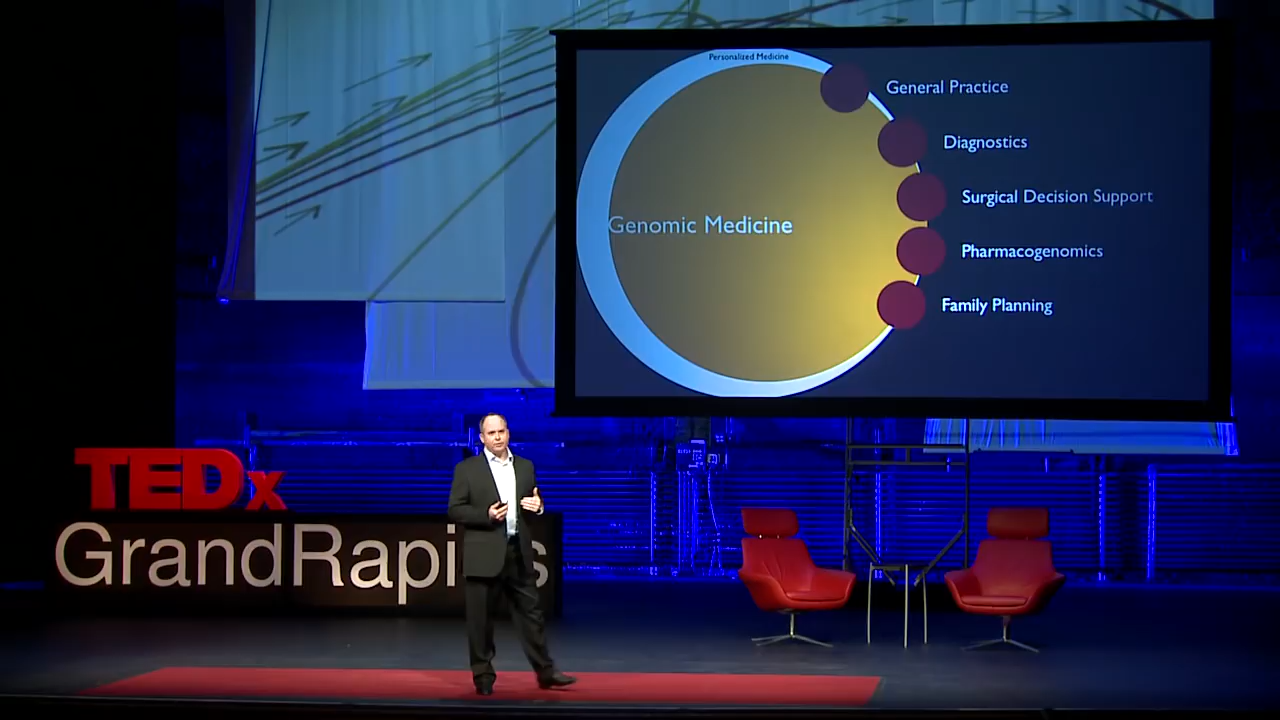 Personalized Medicine
General Practice
Diagnostics
Surgical Decision Support
Genomic Medicine
Pharmacogenomics
Family Planning
TEDx
GrandRapi s